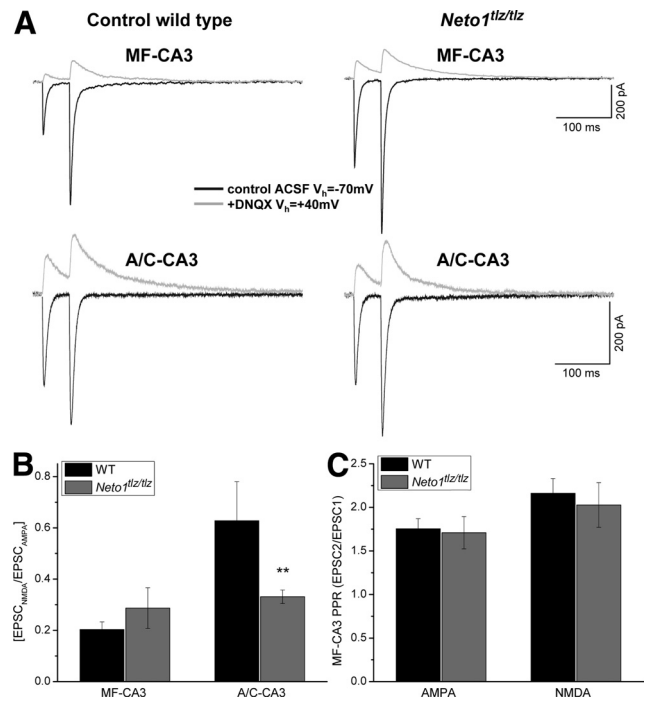 A
Control wild type
Neto1tlz/tlz
MF-CA3
MF-CA3
200 pA
100 ms
control ACSF Vh=-70mV
+DNQX Vh=+40mV
A/C-CA3
A/C-CA3
200 pA
100 ms
B
WT
Neto1tlz/tlz
[EPSCNMDA/EPSCAMPA]
0.8
0.6
0.4
0.2
0.0
**
MF-CA3
A/C-CA3
C
WT
Neto1tlz/tlz
MF-CA3 PPR (EPSC2/EPSC1)
2.5
2.0
1.5
1.0
0.5
0.0
AMPA
NMDA